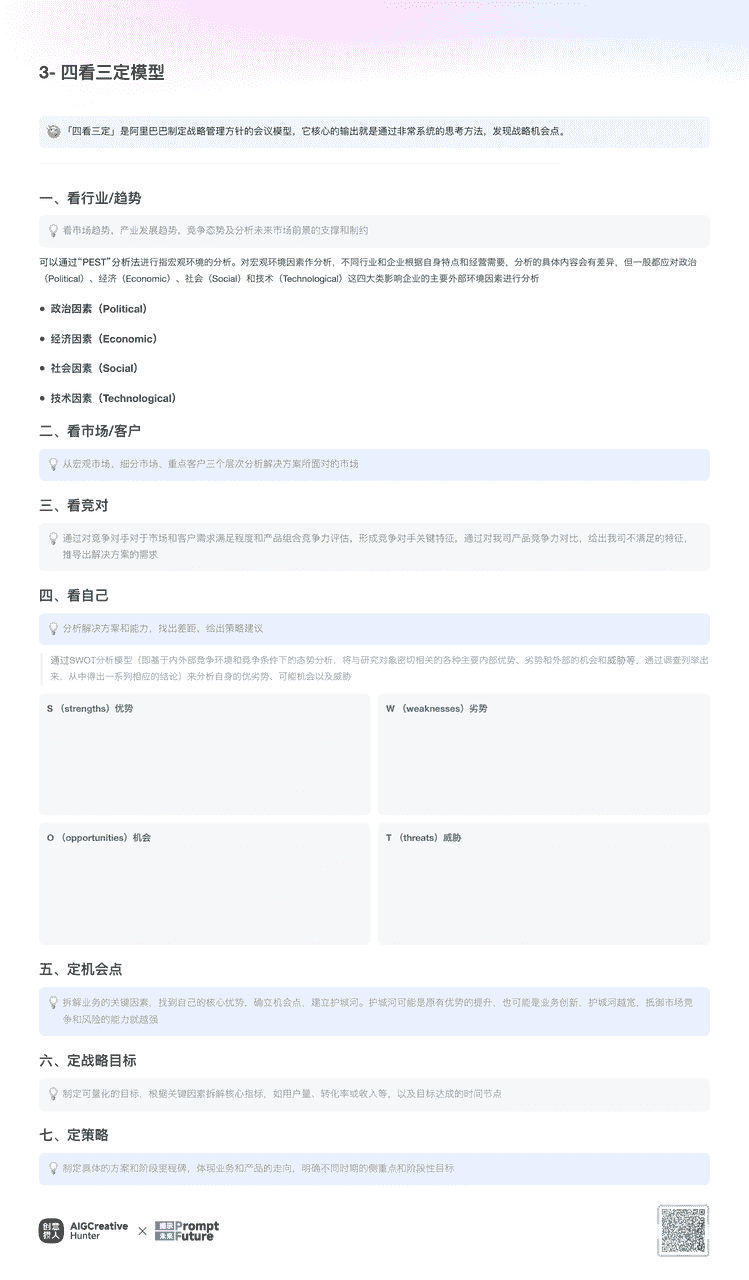 3- 四看三定模型
「四看三定」是阿里巴巴制定战略管理方针的会议模型，它核心的输出就是通过非常系统的思考方法，发现战略机会点。
一、看行业/趋势
看市场趋势，产业发展趋势，竞争态势及分析未来市场前景的支撑和制约
可以通过“PEST”分析法进行指宏观环境的分析。对宏观环境因素作分析，不同行业和企业根据自身特点和经营需要，分析的具体内容会有差异，但一般都应对政治
（Political）、经济（Economic）、社会（Social）和技术（Technological）这四大类影响企业的主要外部环境因素进行分析
• 政治因素（Political）
• 经济因素（Economic）
• 社会因素（Social）
• 技术因素（Technological）
二、看市场/客户
从宏观市场、细分市场、重点客户三个层次分析解决方案所面对的市场
三、看竞对
通过对竞争对手对于市场和客户需求满足程度和产品组合竞争力评估，形成竞争对手关键特征，通过对我司产品竞争力对比，给出我司不满足的特征，
推导出解决方案的需求
四、看自己
分析解决方案和能力，找出差距，给出策略建议
通过SWOT分析模型（即基于内外部竞争环境和竞争条件下的态势分析，将与研究对象密切相关的各种主要内部优势、劣势和外部的机会和威胁等，通过调查列举出
来，从中得出一系列相应的结论）来分析自身的优劣势、可能机会以及威胁
S （strengths）优势
W （weaknesses）劣势
O （opportunities）机会
T （threats）威胁
五、定机会点
拆解业务的关键因素，找到自己的核心优势，确立机会点，建立护城河。护城河可能是原有优势的提升，也可能是业务创新，护城河越宽，抵御市场竞
争和风险的能力就越强
六、定战略目标
制定可量化的目标，根据关键因素拆解核心指标，如用户量、转化率或收入等，以及目标达成的时间节点
七、定策略
制定具体的方案和阶段里程碑，体现业务和产品的走向，明确不同时期的侧重点和阶段性目标
创意
猎人
AIGCreative
Hunter
×
提示
未来
Prompt
Future